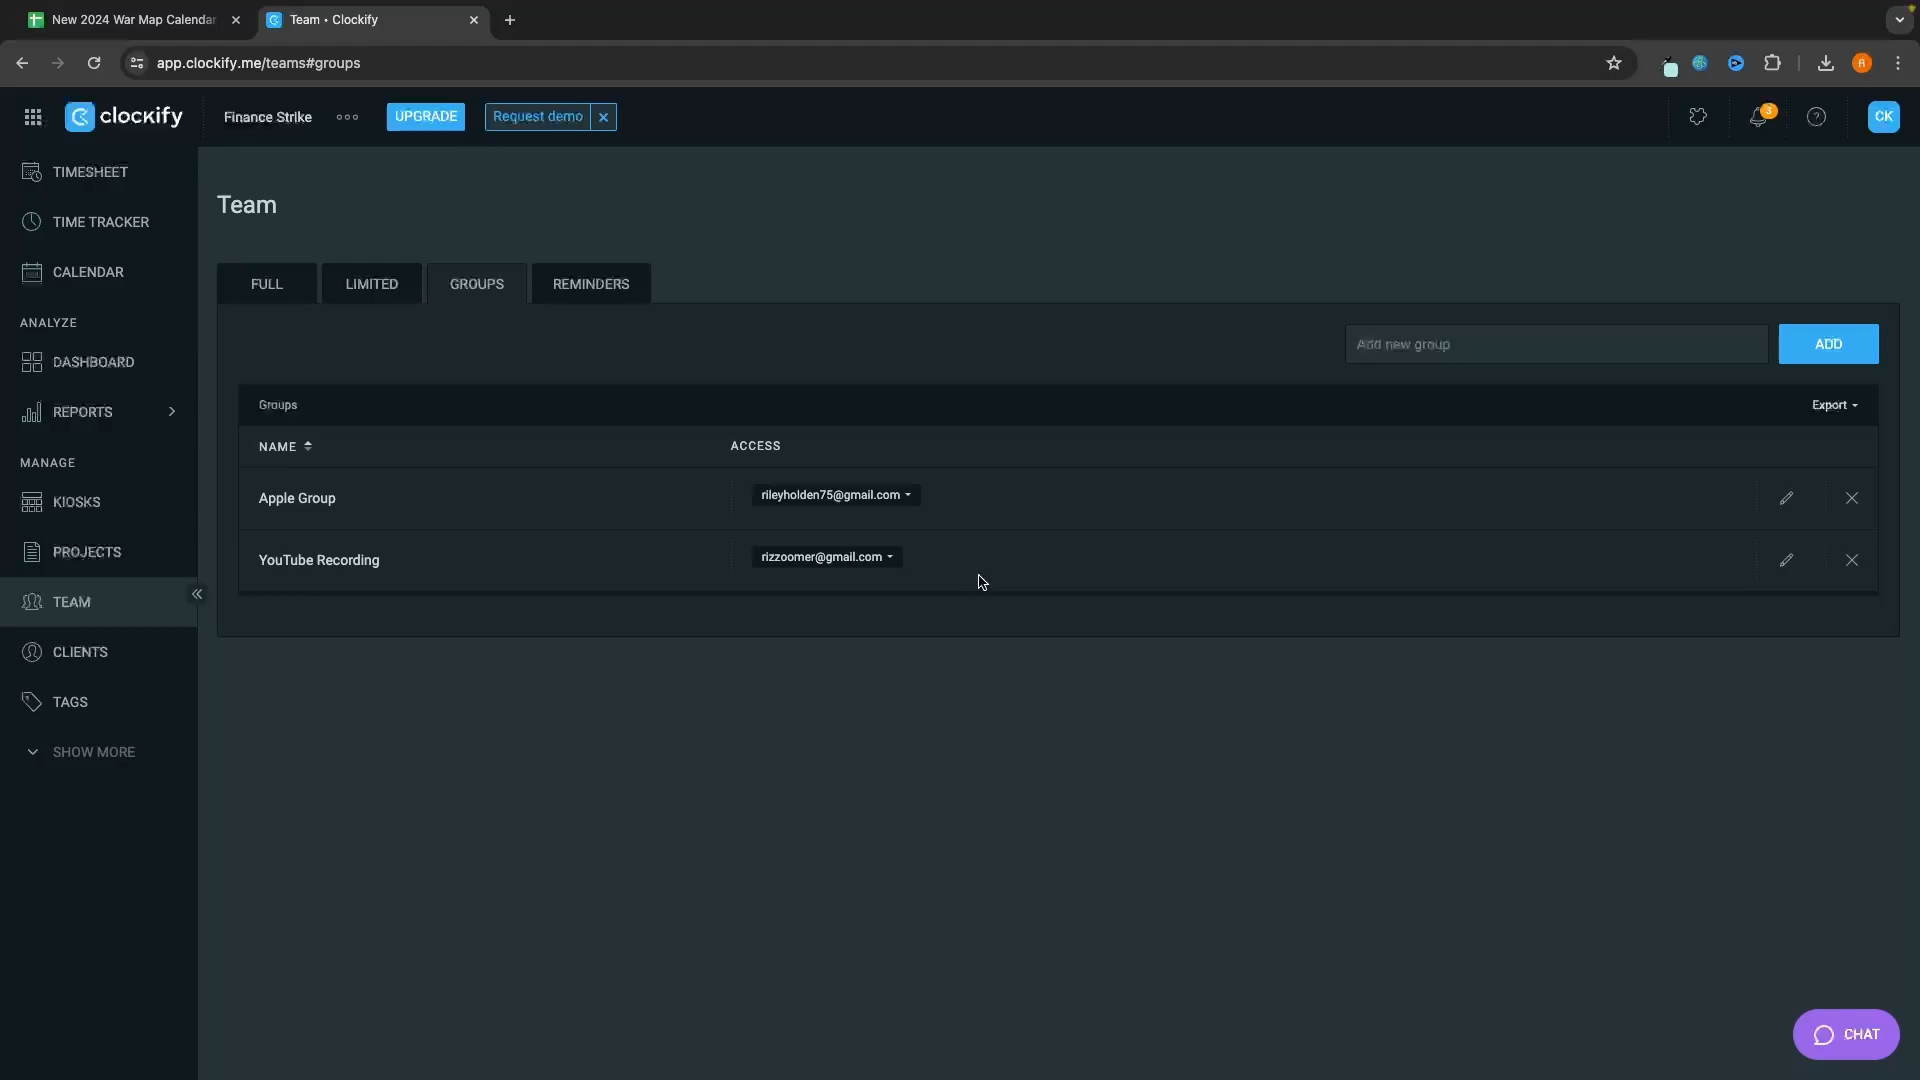 New 2024 War Map Calendar
Team • Clockify
app.clockify.me/teams#groups
clockify
Finance Strike
UPGRADE
Request demo
3
CK
TIMESHEET
TIME TRACKER
CALENDAR
ANALYZE
DASHBOARD
REPORTS
MANAGE
KIOSKS
PROJECTS
TEAM
CLIENTS
TAGS
SHOW MORE
Team
FULL
LIMITED
GROUPS
REMINDERS
Add new group
ADD
Groups
Export
NAME
ACCESS
Apple Group
rileyholden75@gmail.com
YouTube Recording
rizzoomer@gmail.com
CHAT